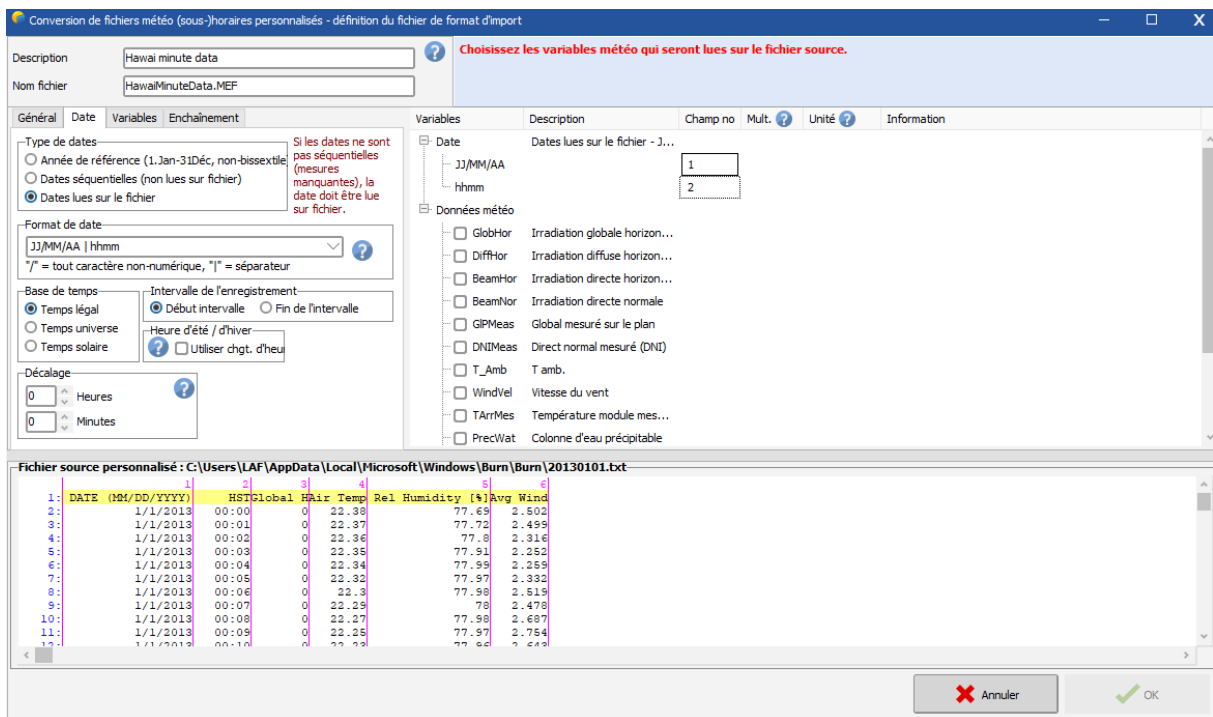 Conversion de fichiers météo (sous-)horaires personnalisés - définition du fichier de format d'import
Description
Hawai minute data
Nom fichier
HawaiMinuteData.MEF
Choisissez les variables météo qui seront lues sur le fichier source.
Général Date Variables Enchaînement
Type de dates
Année de référence (1.Jan-31Déc, non-bissextile
Dates séquentielles (non lues sur fichier)
Dates lues sur le fichier
Si les dates ne sont
pas séquentielles
(mesures
manquantes), la
date doit être lue
sur fichier.
Format de date
JJ/MM/AA | hhmm
"/" = tout caractère non-numérique, "|" = séparateur
Base de temps
Temps légal
Temps universe
Temps solaire
Intervalle de l'enregistrement
Début intervalle Fin de l'intervalle
Heure d'été / d'hiver
Utiliser chgt. d'heu
Décalage
0 Heures
0 Minutes
Variables Description Champ no Mult. Unité Information
Date Dates lues sur le fichier - J...
JJ/MM/AA 1
hhmm 2
Données météo
GlobHor Irradiation globale horizon...
DiffHor Irradiation diffuse horizon...
BeamHor Irradiation directe horizon...
BeamNor Irradiation directe normale
GlPMeas Global mesuré sur le plan
DNIMeas Direct normal mesuré (DNI)
T_Amb T amb.
WindVel Vitesse du vent
TArrMes Température module mes...
PrecWat Colonne d'eau précipitable
Fichier source personnalisé : C:\Users\LAF\AppData\Local\Microsoft\Windows\Burn\Burn\20130101.txt
1 2 3 4 5 6
1: DATE (MM/DD/YYYY) HST Global H Air Temp Rel Humidity [%] Avg Wind
2: 1/1/2013 00:00 0 22.38 77.69 2.502
3: 1/1/2013 00:01 0 22.37 77.72 2.499
4: 1/1/2013 00:02 0 22.36 77.8 2.316
5: 1/1/2013 00:03 0 22.35 77.91 2.252
6: 1/1/2013 00:04 0 22.34 77.99 2.259
7: 1/1/2013 00:05 0 22.32 77.97 2.332
8: 1/1/2013 00:06 0 22.3 77.98 2.519
9: 1/1/2013 00:07 0 22.29 78 2.478
10: 1/1/2013 00:08 0 22.27 77.98 2.687
11: 1/1/2013 00:09 0 22.25 77.97 2.754
12: 1/1/2013 00:10 0 22.23 77.96 2.643
Annuler OK